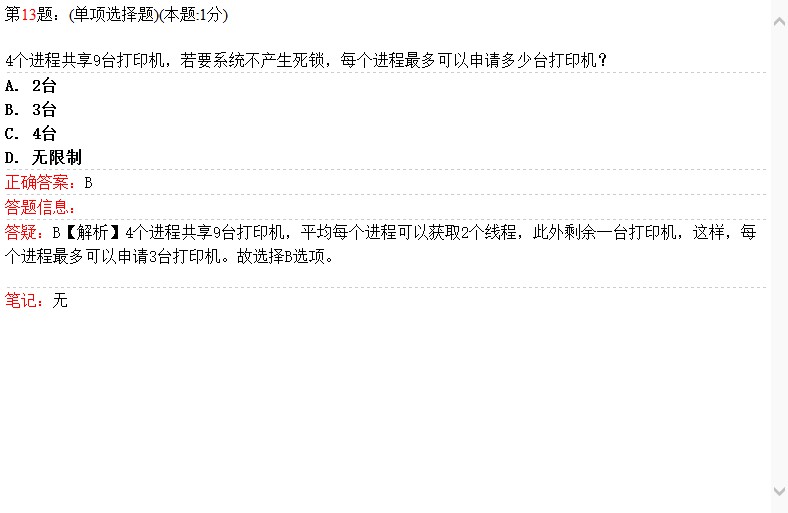 第13题：(单项选择题)(本题:1分)
4个进程共享9台打印机，若要系统不产生死锁，每个进程最多可以申请多少台打印机？
A. 2台
B. 3台
C. 4台
D. 无限制
正确答案：B
答题信息：
答疑：B【解析】4个进程共享9台打印机，平均每个进程可以获取2个线程，此外剩余一台打印机，这样，每
个进程最多可以申请3台打印机。故选择B选项。
笔记：无